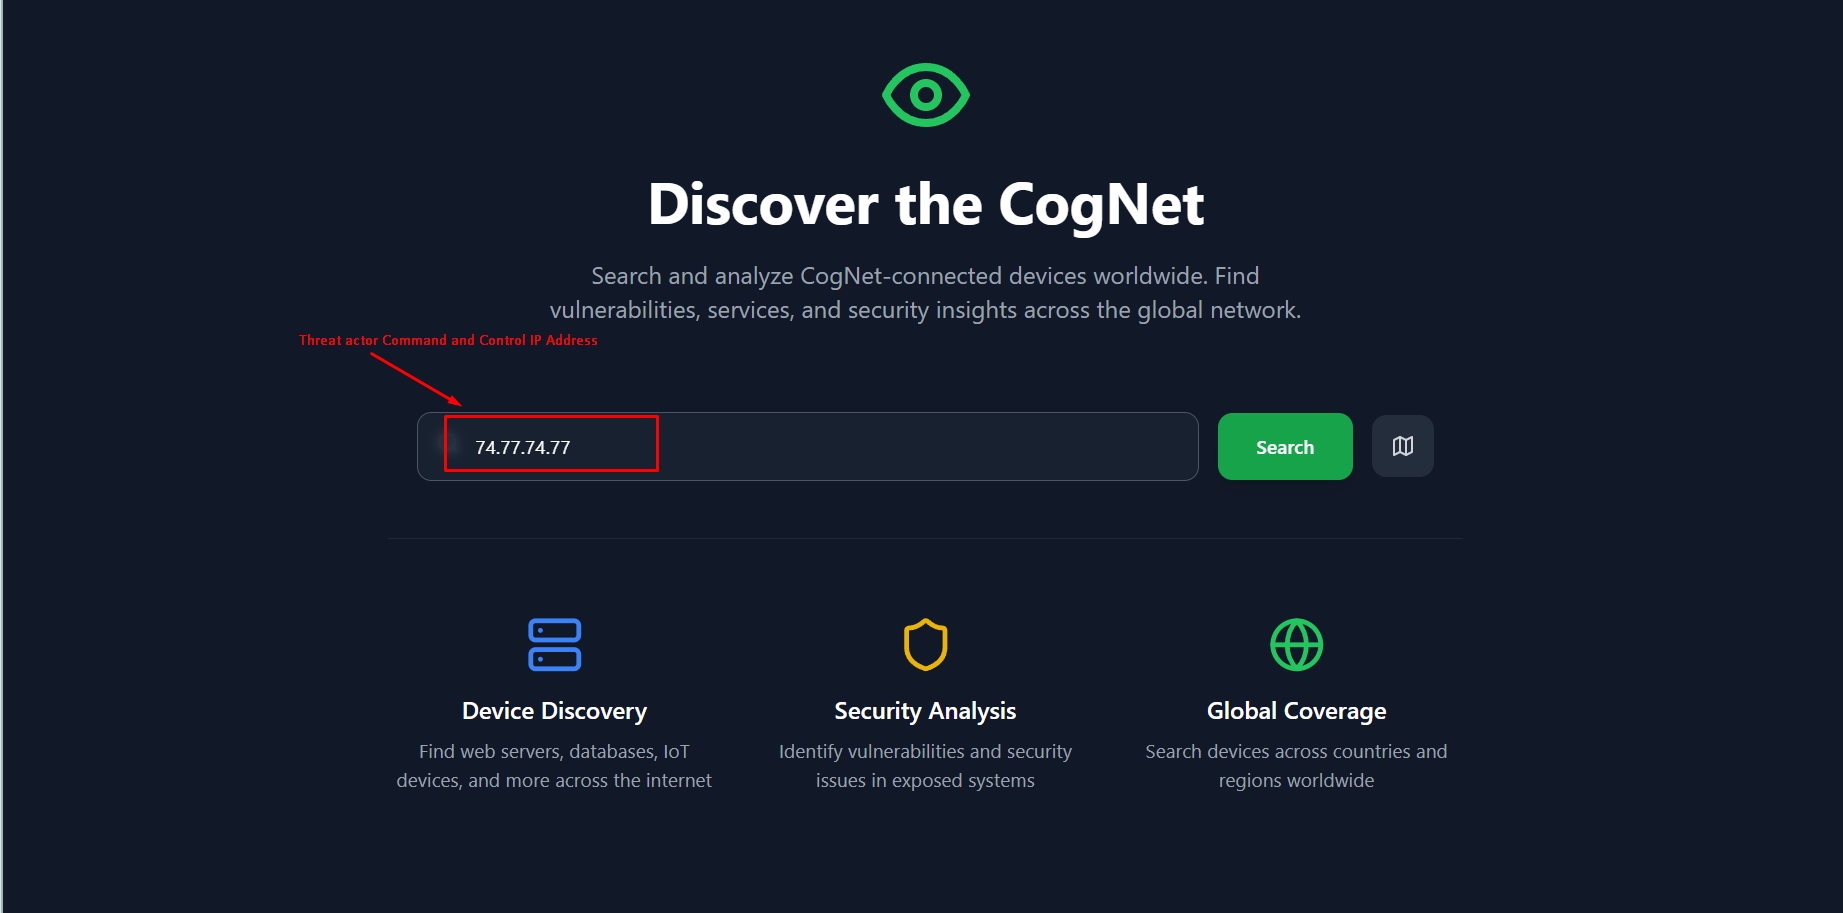 Discover the CogNet
Search and analyze CogNet-connected devices worldwide. Find
vulnerabilities, services, and security insights across the global network.
Threat actor Command and Control IP Address
74.77.74.77
Search
Device Discovery
Find web servers, databases, IoT
devices, and more across the internet
Security Analysis
Identify vulnerabilities and security
issues in exposed systems
Global Coverage
Search devices across countries and
regions worldwide